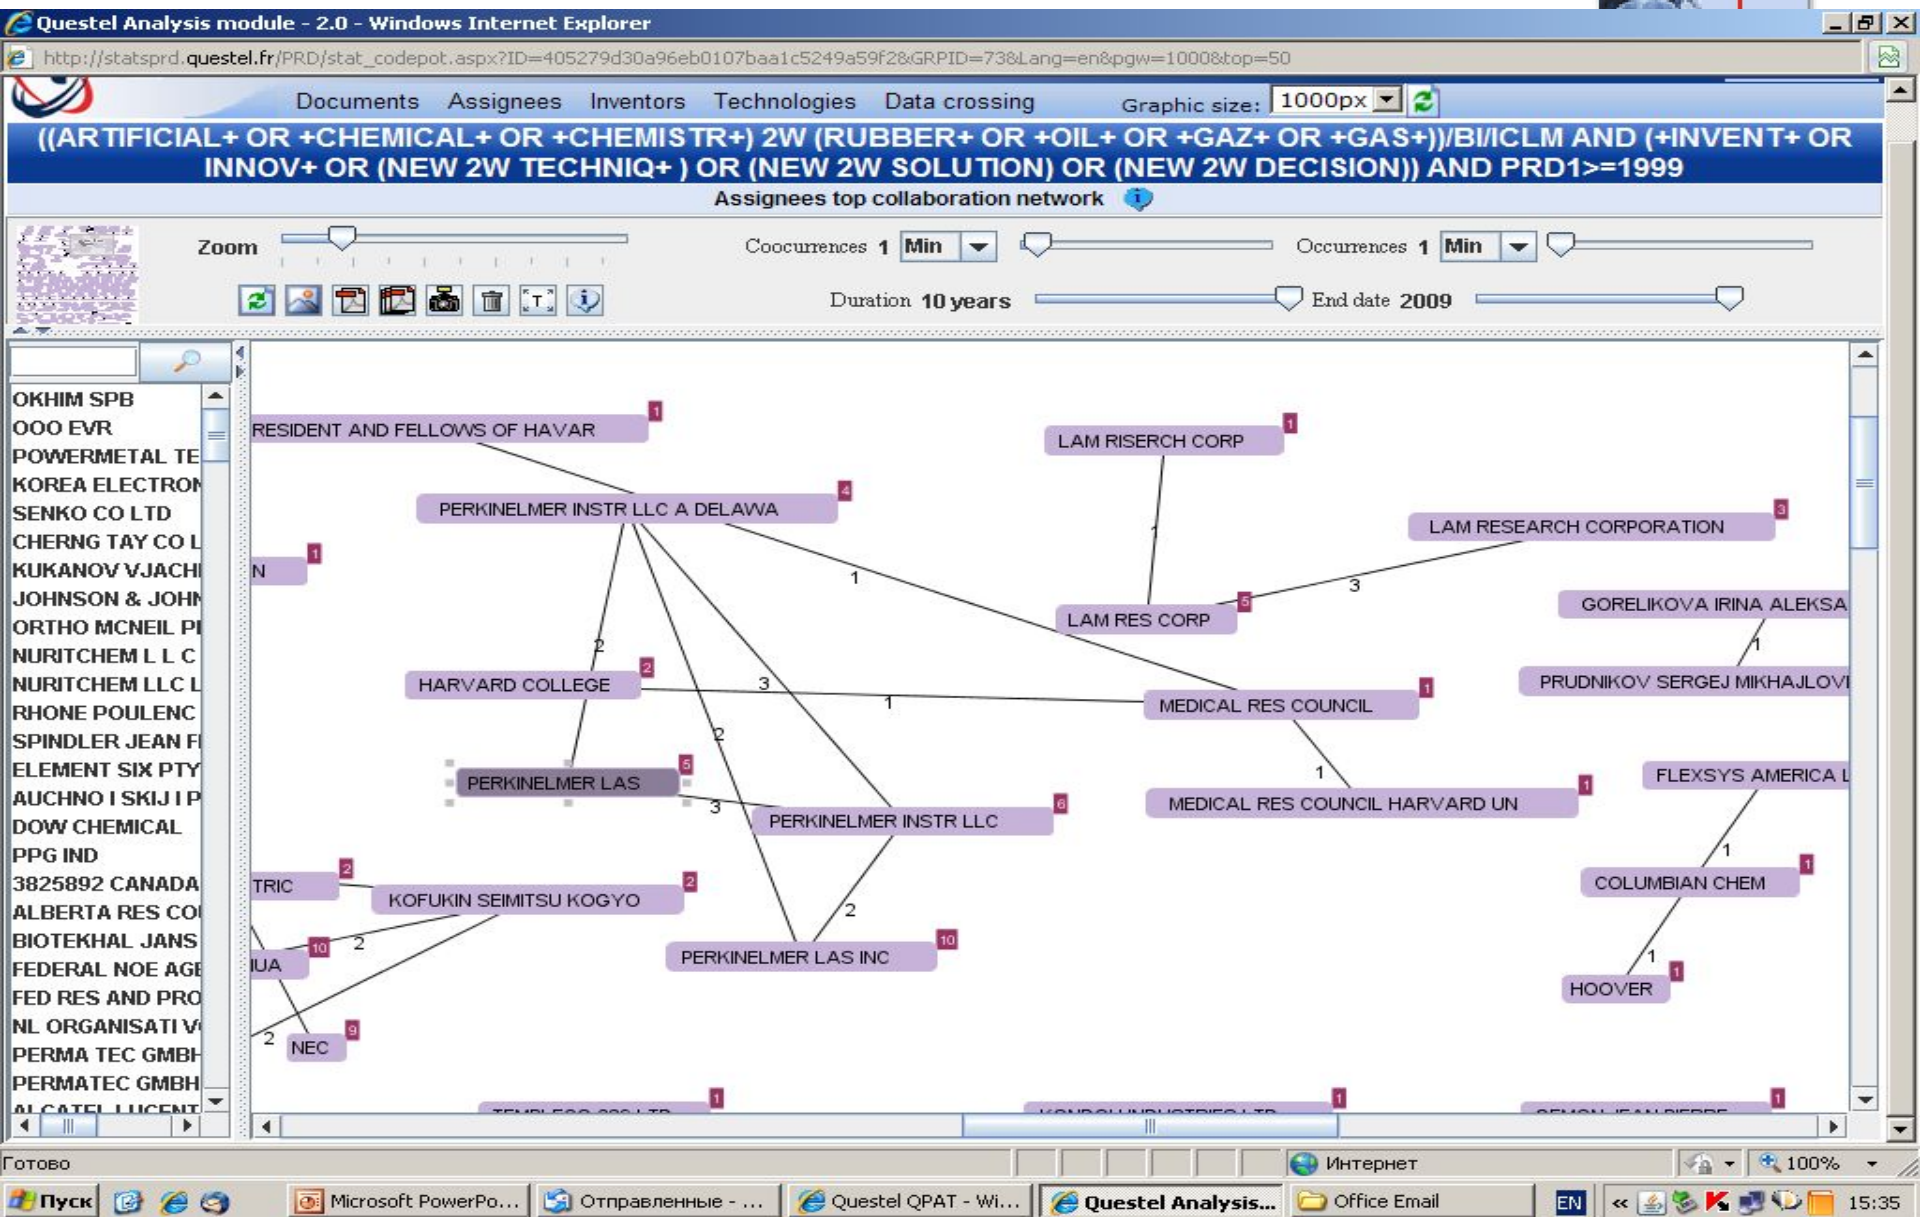 Questel Analysis module - 2.0 - Windows Internet Explorer
http://statsprd.questel.fr/PRD/stat_codepot.aspx?ID=405279d30a96eb0107baa1c5249a59f2&GRPID=73&Lang=en&pgw=1000&top=50
Documents Assignees Inventors Technologies Data crossing Graphic size: 1000px
((ARTIFICIAL+ OR +CHEMICAL+ OR +CHEMISTR+) 2W (RUBBER+ OR +OIL+ OR +GAZ+ OR +GAS+))/BI/ICLM AND (+INVENT+ OR
INNOV+ OR (NEW 2W TECHNIQ+ ) OR (NEW 2W SOLUTION) OR (NEW 2W DECISION)) AND PRD1>=1999
Assignees top collaboration network
Zoom Coocurrences 1 Min Occurrences 1 Min
Duration 10 years End date 2009
OKHIM SPB
OOO EVR
POWERMETAL TE
KOREA ELECTRON
SENKO CO LTD
CHERNG TAY CO L
KUKANOV VJACHI
JOHNSON & JOHN
ORTHO MCNEIL PI
NURITCHEM L L C
NURITCHEM LLC L
RHONE POULENC
SPINDLER JEAN FI
ELEMENT SIX PTY
AUCHNO I SKIJ I P
DOW CHEMICAL
PPG IND
3825892 CANADA
ALBERTA RES COI
BIOTEKHAL JANS
FEDERAL NOE AGE
FED RES AND PRO
NL ORGANISATI V
PERMA TEC GMBH
PERMATEC GMBH
ALCATEL LUCENT
RESIDENT AND FELLOWS OF HAVAR 1
LAM RISERCH CORP 1
PERKINELMER INSTR LLC A DELAWA 4
LAM RESEARCH CORPORATION 3
1
N 1
1
3
GORELIKOVA IRINA ALEKSA
LAM RES CORP 5
2
1
HARVARD COLLEGE 2
3
1
PRUDNIKOV SERGEJ MIKHAJLOVI
MEDICAL RES COUNCIL 1
2
1
PERKINELMER LAS 5
FLEXSYS AMERICA L
MEDICAL RES COUNCIL HARVARD UN 1
3
PERKINELMER INSTR LLC 6
1
TRIC 2
COLUMBIAN CHEM 1
KOFUKIN SEIMITSU KOGYO 2
2
2
IUA 10
PERKINELMER LAS INC 10
1
HOOVER 1
2
NEC 9
1
1
1
Готово Интернет 100%
Пуск Microsoft PowerPo... Отправленные - ... Questel QPAT - Wi... Questel Analysis... Office Email EN « 15:35